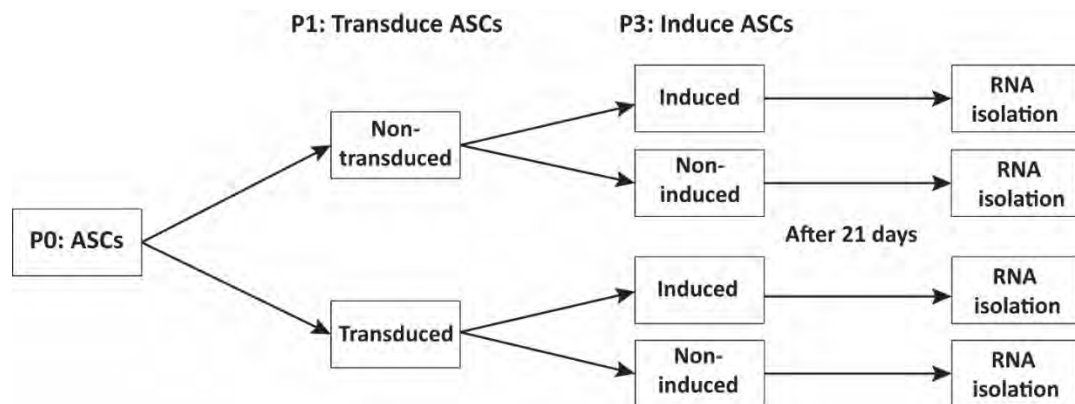 P1: Transduce ASCs
P3: Induce ASCs
Induced
RNA
isolation
Non-
transduced
Non-
induced
RNA
isolation
P0: ASCs
After 21 days
Induced
RNA
isolation
Transduced
Non-
induced
RNA
isolation